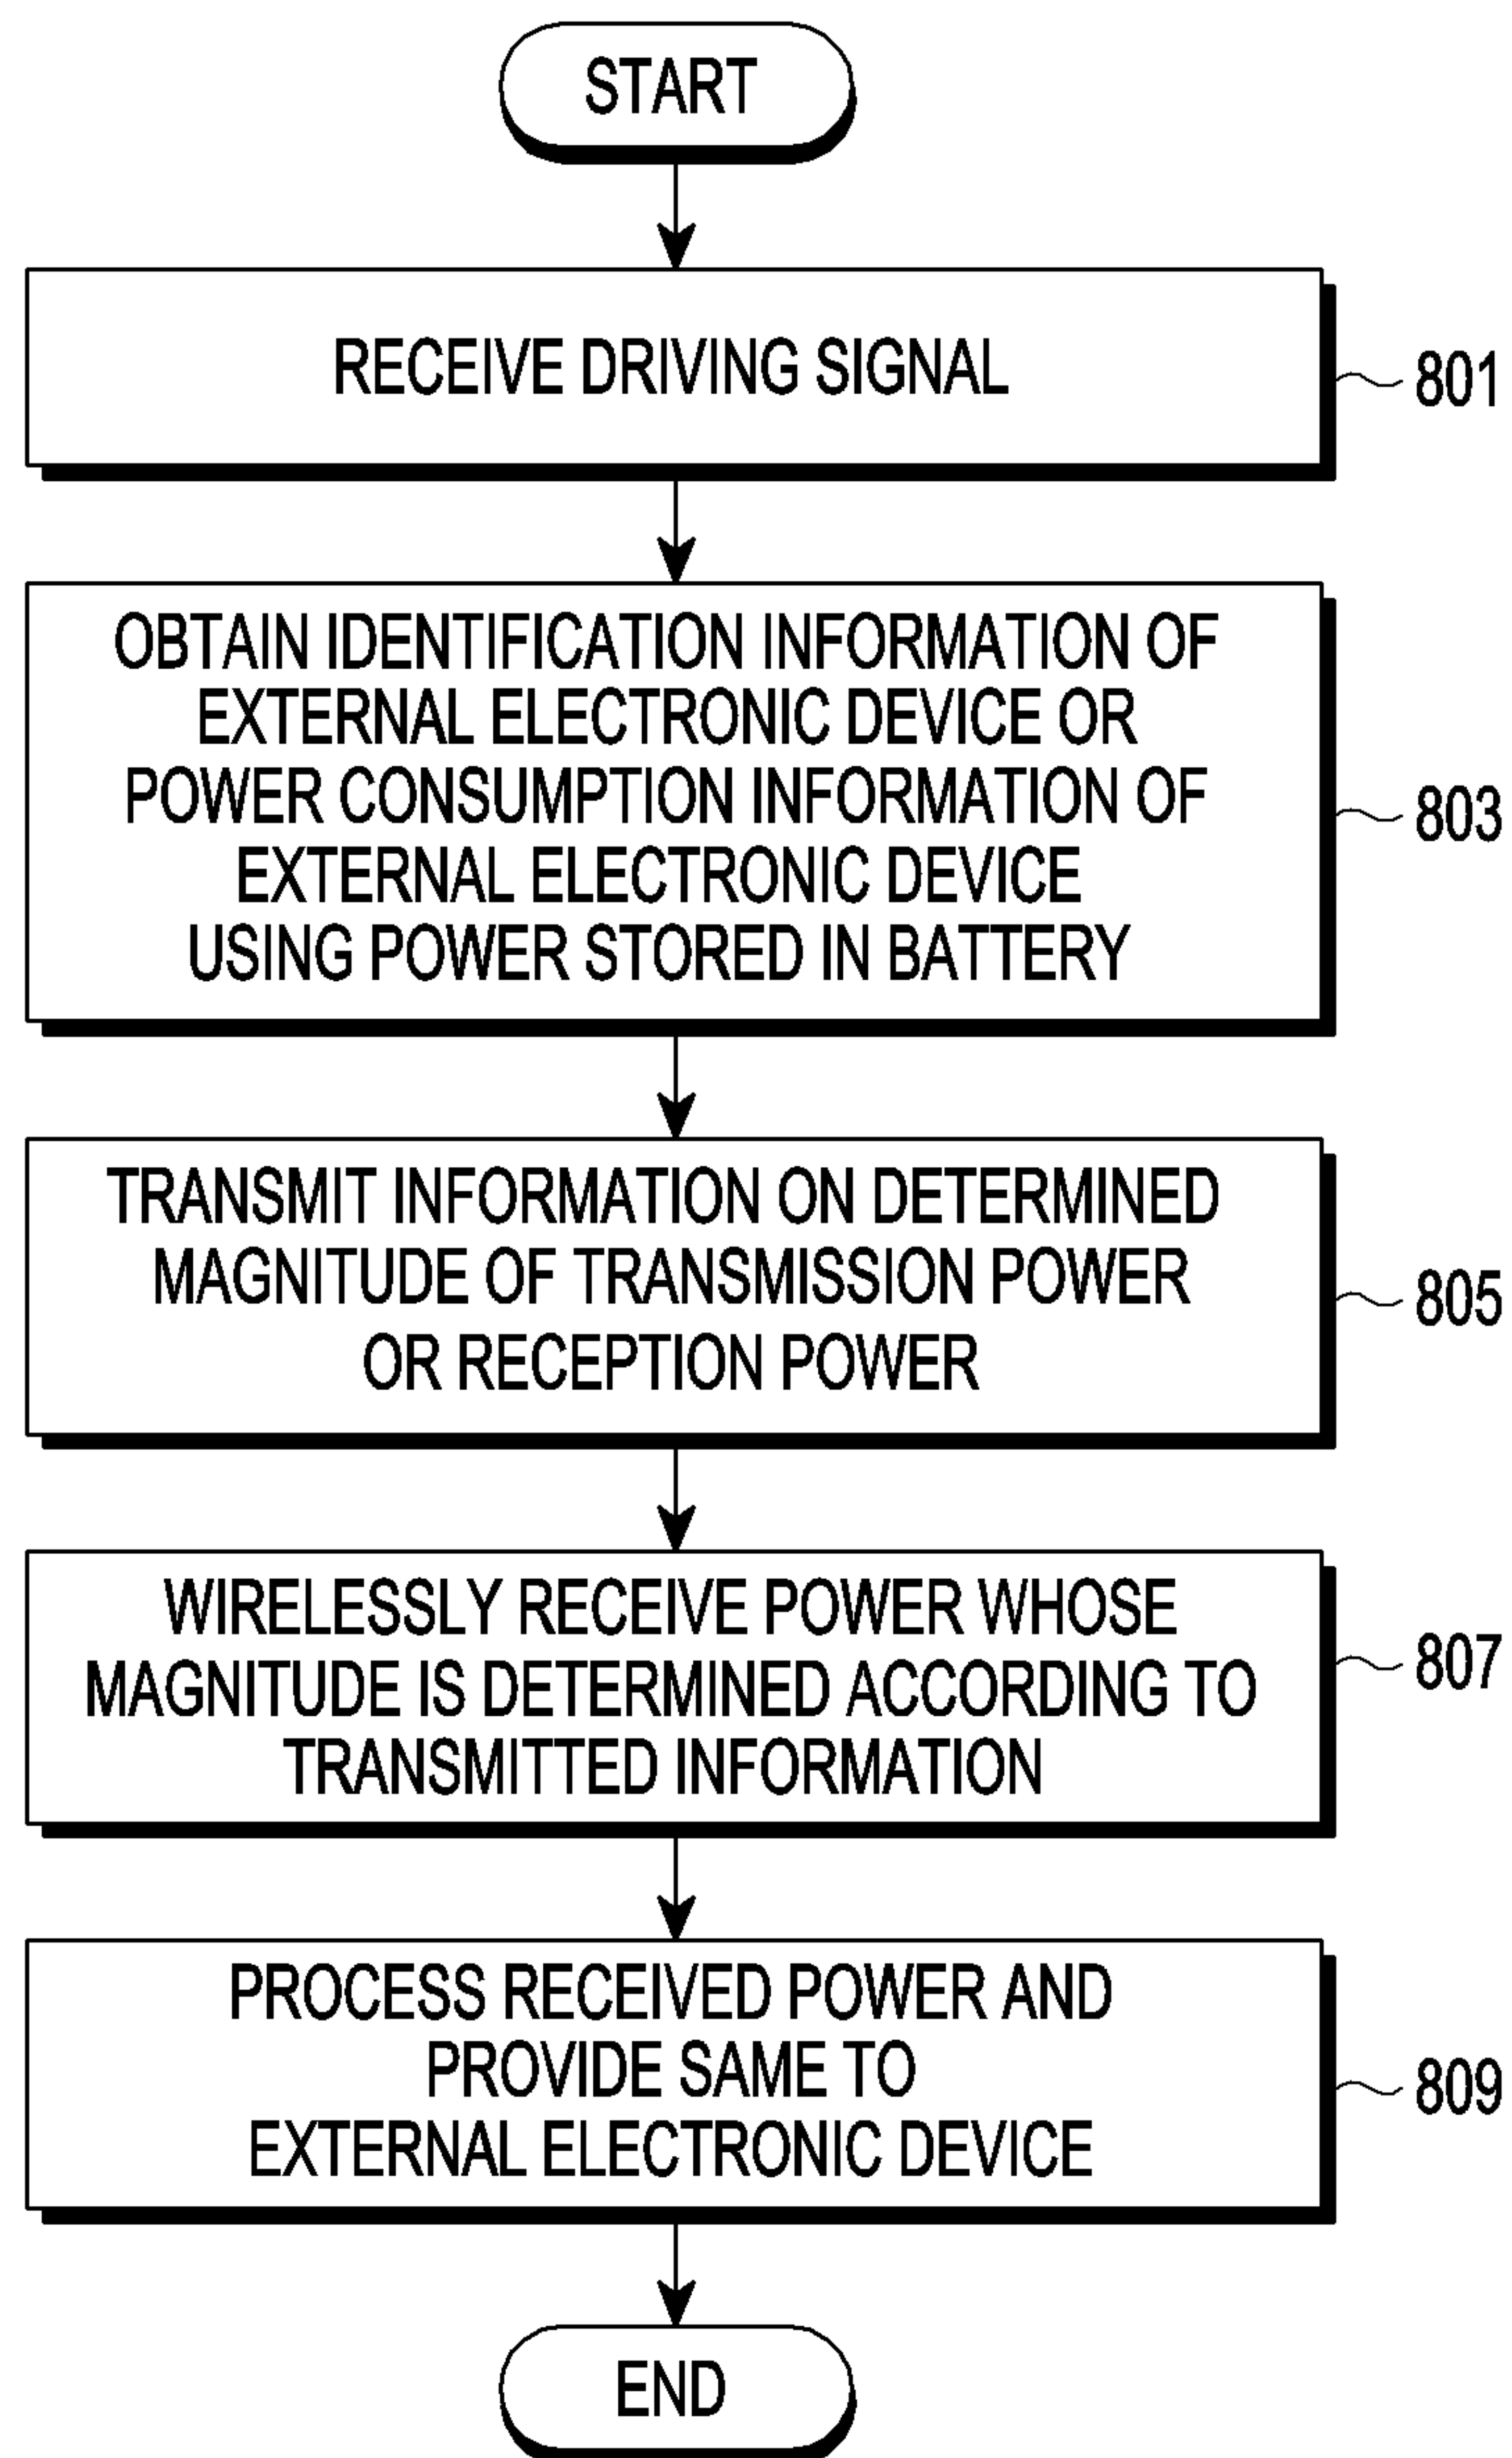 START
RECEIVE DRIVING SIGNAL
801
OBTAIN IDENTIFICATION INFORMATION OF
EXTERNAL ELECTRONIC DEVICE OR
POWER CONSUMPTION INFORMATION OF
EXTERNAL ELECTRONIC DEVICE
USING POWER STORED IN BATTERY
803
TRANSMIT INFORMATION ON DETERMINED
MAGNITUDE OF TRANSMISSION POWER
OR RECEPTION POWER
805
WIRELESSLY RECEIVE POWER WHOSE
MAGNITUDE IS DETERMINED ACCORDING TO
TRANSMITTED INFORMATION
807
PROCESS RECEIVED POWER AND
PROVIDE SAME TO
EXTERNAL ELECTRONIC DEVICE
809
END